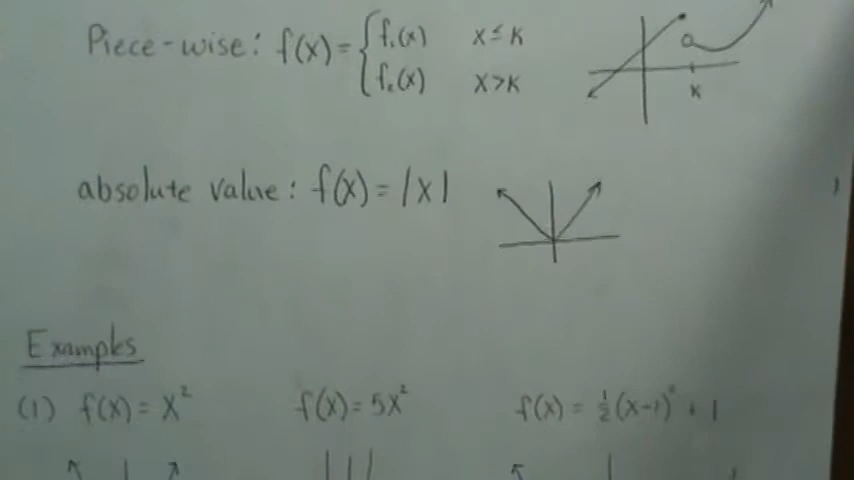 Piece-wise: f(x) = { f₁(x) x ≤ K
f₂(x) x > K
K
absolute value: f(x) = |x|
Examples
(1) f(x) = x² f(x) = 5x² f(x) = ½(x-1)² + 1